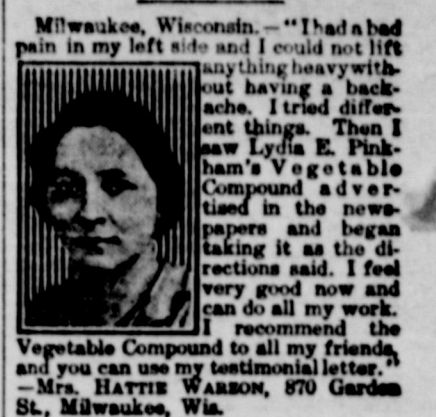 Milwaukee, Wisconsin.—"I had a bad
pain in my left side and I could not lift
anything heavy with-
out having a back-
ache. I tried differ-
ent things. Then I
saw Lydia E. Pink-
ham's Vegetable
Compound adver-
tised in the news-
papers and began
taking it as the di-
rections said. I feel
very good now and
can do all my work.
I recommend the
Vegetable Compound to all my friends,
and you can use my testimonial letter."
—Mrs. HATTIE WARZON, 870 Garden
St., Milwaukee, Wis.